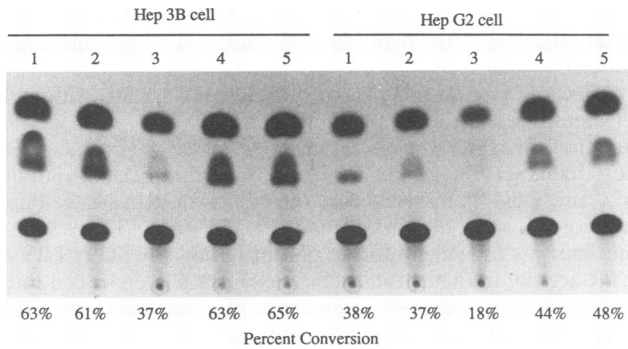 Hep 3B cell Hep G2 cell
1 2 3 4 5 1 2 3 4 5
63% 61% 37% 63% 65% 38% 37% 18% 44% 48%
Percent Conversion